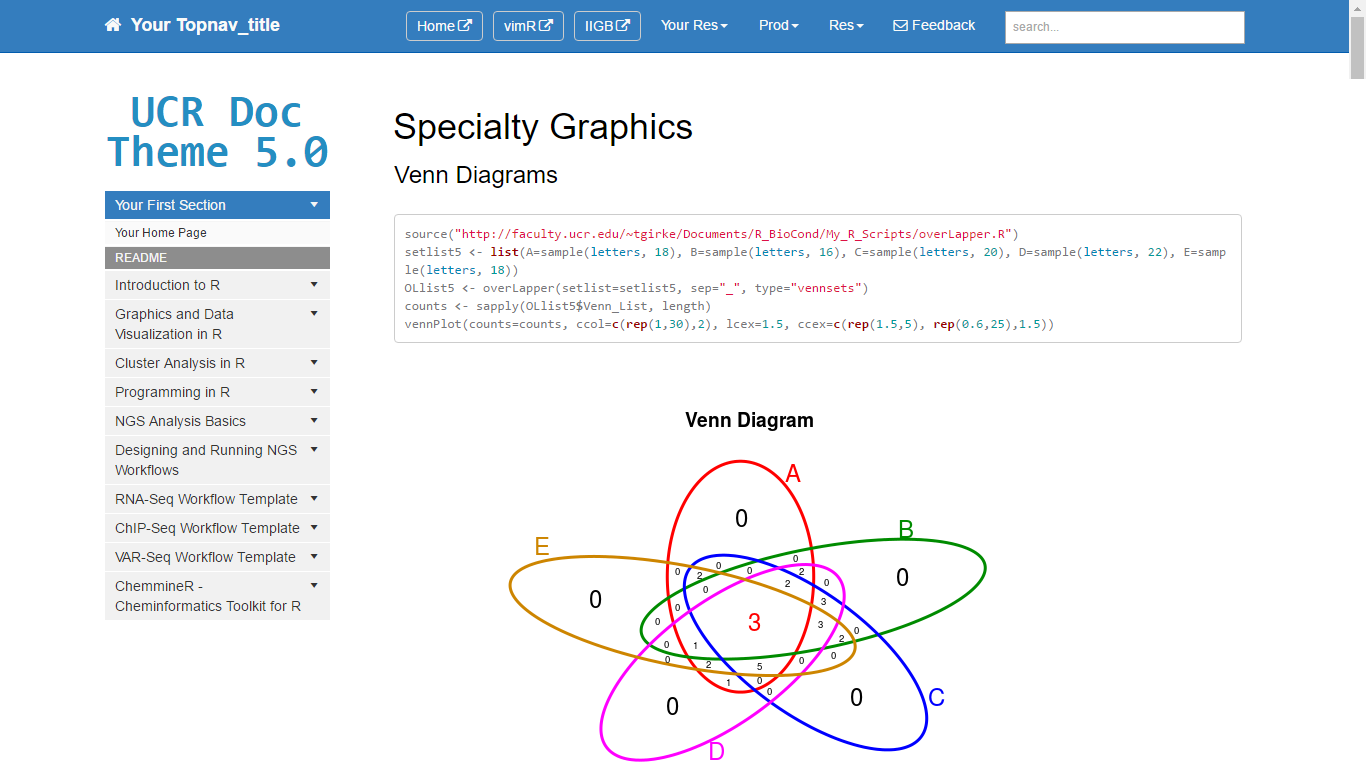 Your Topnav_title
Home
vimR
IIGB
Your Res
Prod
Res
Feedback
search...
UCR Doc
Theme 5.0
Your First Section
Your Home Page
README
Introduction to R
Graphics and Data
Visualization in R
Cluster Analysis in R
Programming in R
NGS Analysis Basics
Designing and Running NGS
Workflows
RNA-Seq Workflow Template
ChIP-Seq Workflow Template
VAR-Seq Workflow Template
ChemmineR -
Cheminformatics Toolkit for R
Specialty Graphics
Venn Diagrams
source("http://faculty.ucr.edu/~tgirke/Documents/R_BioCond/My_R_Scripts/overLapper.R")
setlist5 <- list(A=sample(letters, 18), B=sample(letters, 16), C=sample(letters, 20), D=sample(letters, 22), E=samp
le(letters, 18))
OLlist5 <- overLapper(setlist=setlist5, sep="_", type="vennsets")
counts <- sapply(OLlist5$Venn_List, length)
vennPlot(counts=counts, ccol=c(rep(1,30),2), lcex=1.5, ccex=c(rep(1.5,5), rep(0.6,25),1.5))
Venn Diagram
A
0
B
E
0
0 0
0 2 2
0
0 2 0
0
0 3
3
0 3 0
0 1 2
0 2 5 0 0
1 0
0
0
0
C
D